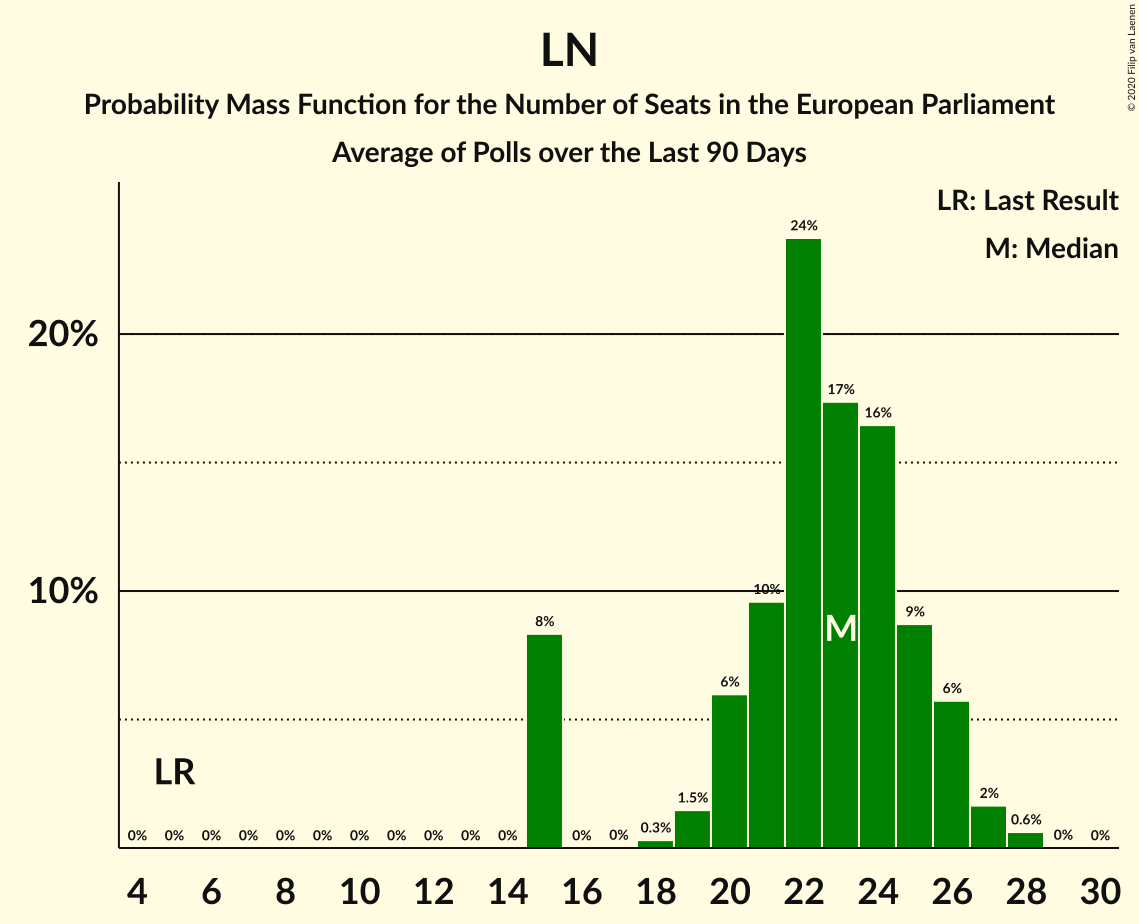 LN
Probability Mass Function for the Number of Seats in the European Parliament
Average of Polls over the Last 90 Days
© 2020 Filip van Laenen
LR: Last Result
M: Median
24%
20%
17%
16%
10%
10%
9%
8%
6%
6%
M
LR
1.5%
2%
0.3%
0.6%
0% 0% 0% 0% 0% 0% 0% 0% 0% 0% 0% 0% 0% 0% 0%
4 6 8 10 12 14 16 18 20 22 24 26 28 30